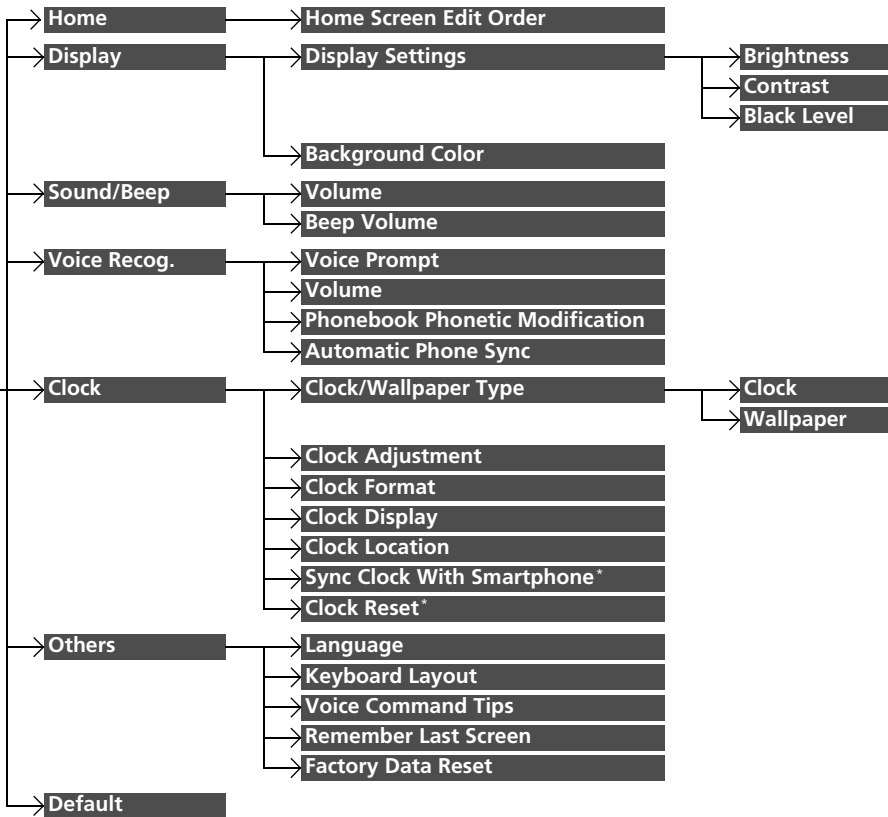 Home
Home Screen Edit Order
Display
Display Settings
Brightness
Contrast
Black Level
Background Color
Sound/Beep
Volume
Beep Volume
Voice Recog.
Voice Prompt
Volume
Phonebook Phonetic Modification
Automatic Phone Sync
Clock
Clock/Wallpaper Type
Clock
Wallpaper
Clock Adjustment
Clock Format
Clock Display
Clock Location
Sync Clock With Smartphone*
Clock Reset*
Others
Language
Keyboard Layout
Voice Command Tips
Remember Last Screen
Factory Data Reset
Default